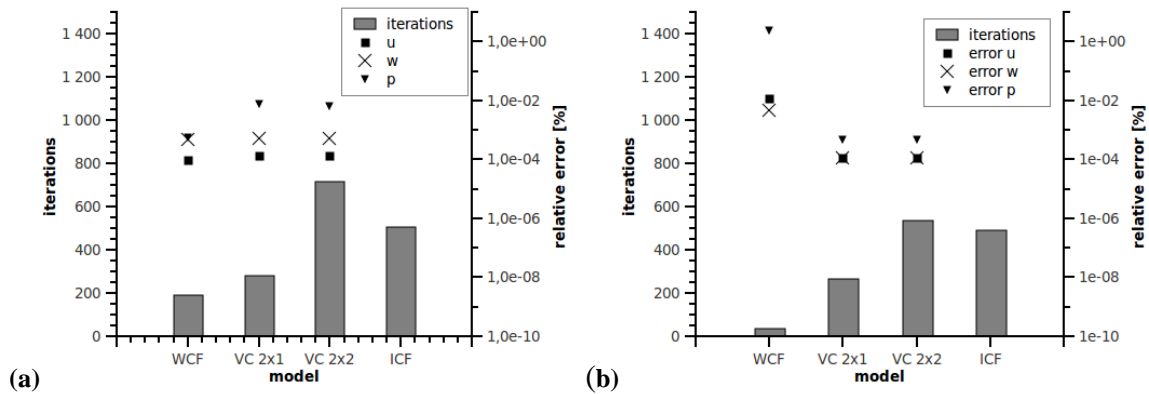 1 400
1 200
1 000
800
600
400
200
0
iterations
iterations
u
w
p
1,0e+00
1,0e-02
1,0e-04
1,0e-06
1,0e-08
1,0e-10
relative error [%]
WCF VC 2x1 VC 2x2 ICF
model
(a)
1 400
1 200
1 000
800
600
400
200
0
iterations
iterations
error u
error w
error p
1e+00
1e-02
1e-04
1e-06
1e-08
1e-10
relative error [%]
WCF VC 2x1 VC 2x2 ICF
model
(b)